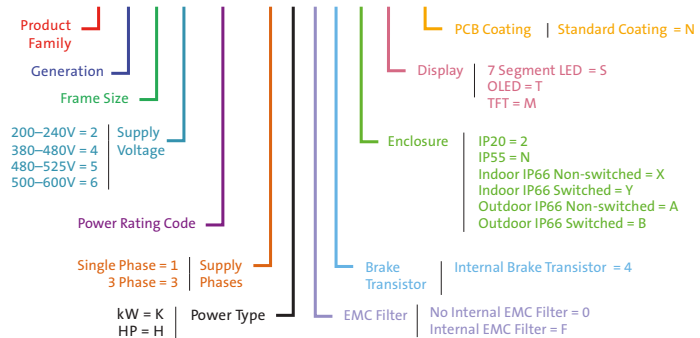 Product
Family
Generation
Frame Size
200–240V = 2
380–480V = 4
480–525V = 5
500–600V = 6
Supply
Voltage
Power Rating Code
Single Phase = 1
3 Phase = 3
Supply
Phases
kW = K
HP = H
Power Type
PCB Coating
Standard Coating = N
Display
7 Segment LED = S
OLED = T
TFT = M
Enclosure
IP20 = 2
IP55 = N
Indoor IP66 Non-switched = X
Indoor IP66 Switched = Y
Outdoor IP66 Non-switched = A
Outdoor IP66 Switched = B
Brake
Transistor
Internal Brake Transistor = 4
EMC Filter
No Internal EMC Filter = 0
Internal EMC Filter = F